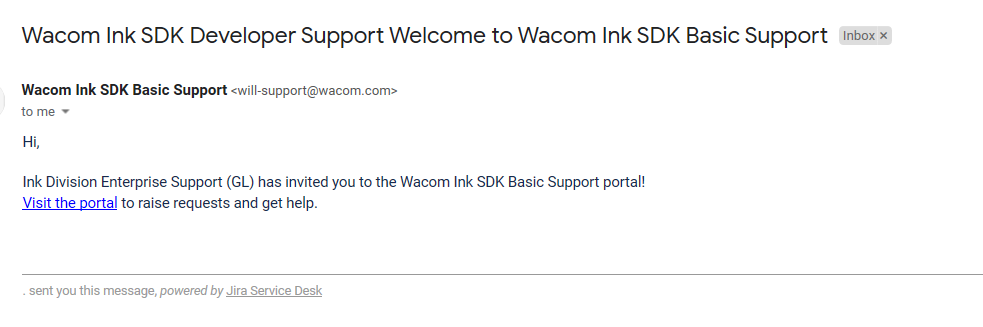 Wacom Ink SDK Developer Support Welcome to Wacom Ink SDK Basic Support Inbox ×
Wacom Ink SDK Basic Support <will-support@wacom.com>
to me
Hi,
Ink Division Enterprise Support (GL) has invited you to the Wacom Ink SDK Basic Support portal!
Visit the portal to raise requests and get help.
. sent you this message, powered by Jira Service Desk